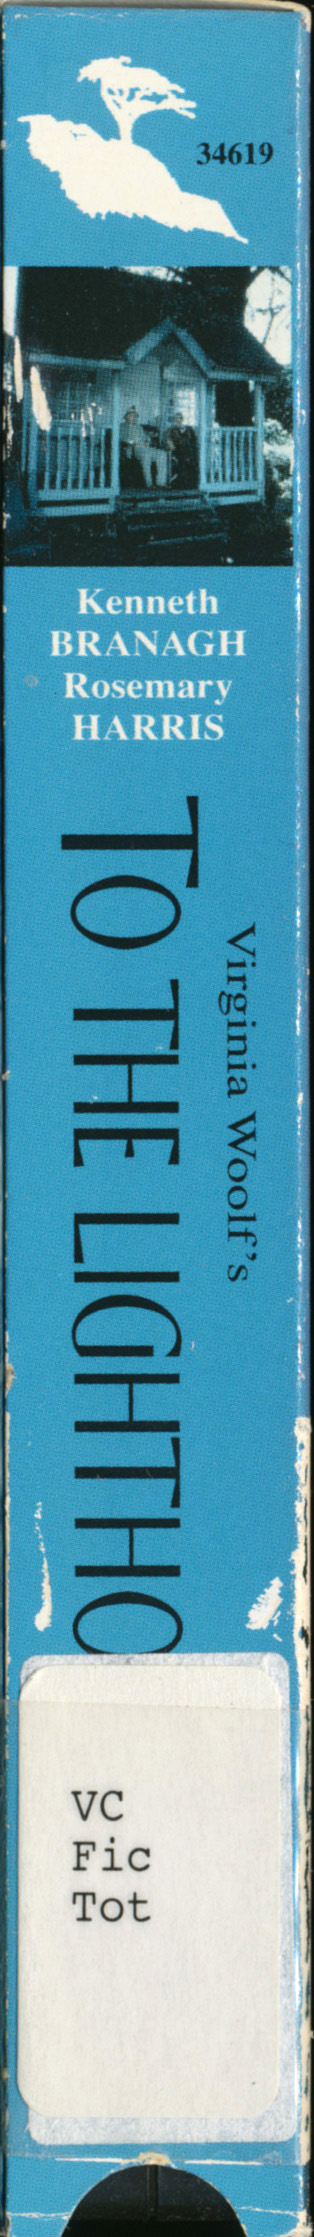 34619
Kenneth
BRANAGH
Rosemary
HARRIS
Virginia Woolf's
TO THE LIGHTHO
VC
Fic
Tot